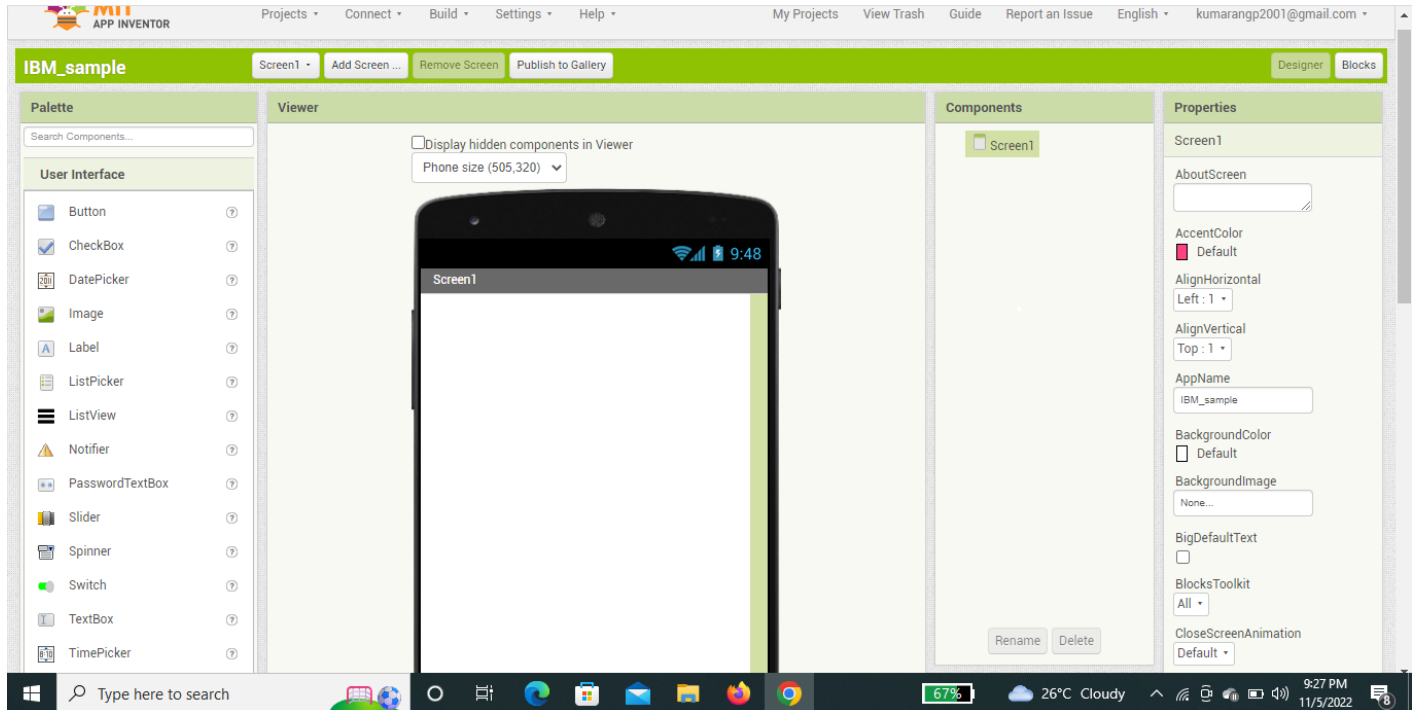 MIT
APP INVENTOR
Projects Connect Build Settings Help My Projects View Trash Guide Report an Issue English kumarangp2001@gmail.com
IBM_sample Screen1 Add Screen ... Remove Screen Publish to Gallery Designer Blocks
Palette
Search Components...
User Interface
Button
CheckBox
DatePicker
Image
Label
ListPicker
ListView
Notifier
PasswordTextBox
Slider
Spinner
Switch
TextBox
TimePicker
Viewer
Display hidden components in Viewer
Phone size (505,320)
9:48
Screen1
Components
Screen1
Rename Delete
Properties
Screen1
AboutScreen
AccentColor
Default
AlignHorizontal
Left : 1
AlignVertical
Top : 1
AppName
IBM_sample
BackgroundColor
Default
BackgroundImage
None...
BigDefaultText
BlocksToolkit
All
CloseScreenAnimation
Default
Type here to search 67% 26°C Cloudy 9:27 PM
11/5/2022 8